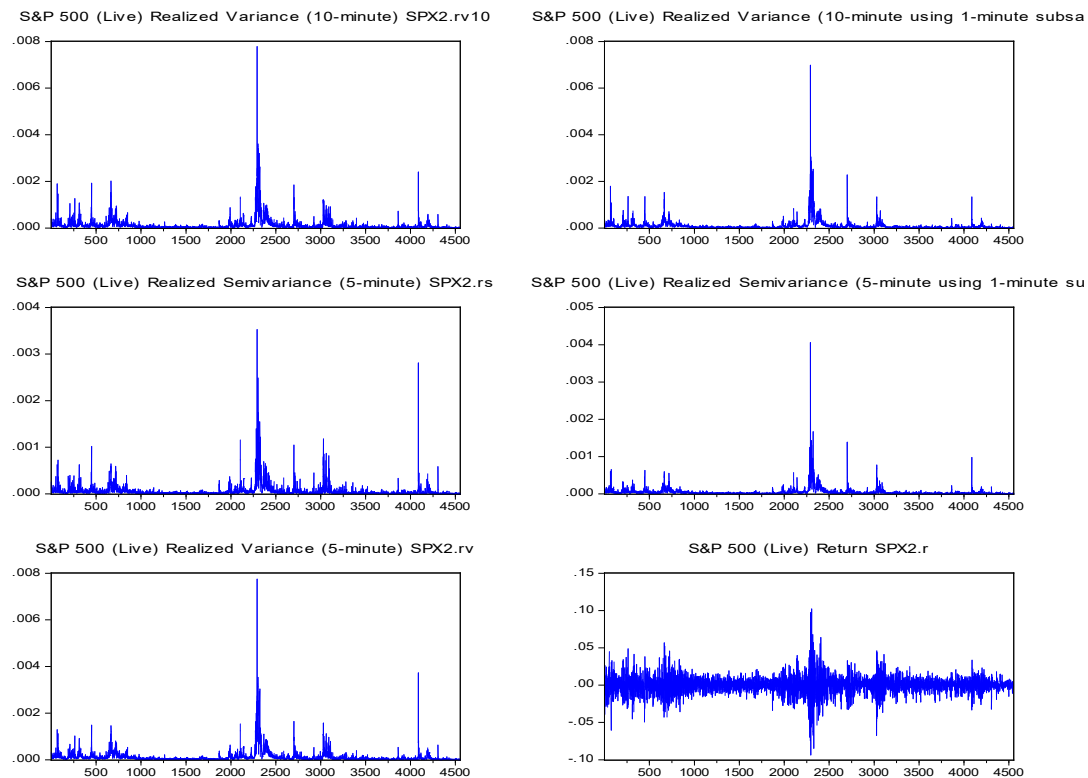 S&P 500 (Live) Realized Variance (10-minute) SPX2.rv10
.008
.006
.004
.002
.000
500 1000 1500 2000 2500 3000 3500 4000 4500
S&P 500 (Live) Realized Variance (10-minute using 1-minute subsa
.008
.006
.004
.002
.000
500 1000 1500 2000 2500 3000 3500 4000 4500
S&P 500 (Live) Realized Semivariance (5-minute) SPX2.rs
.004
.003
.002
.001
.000
500 1000 1500 2000 2500 3000 3500 4000 4500
S&P 500 (Live) Realized Semivariance (5-minute using 1-minute su
.005
.004
.003
.002
.001
.000
500 1000 1500 2000 2500 3000 3500 4000 4500
S&P 500 (Live) Realized Variance (5-minute) SPX2.rv
.008
.006
.004
.002
.000
500 1000 1500 2000 2500 3000 3500 4000 4500
S&P 500 (Live) Return SPX2.r
.15
.10
.05
.00
-.05
-.10
500 1000 1500 2000 2500 3000 3500 4000 4500